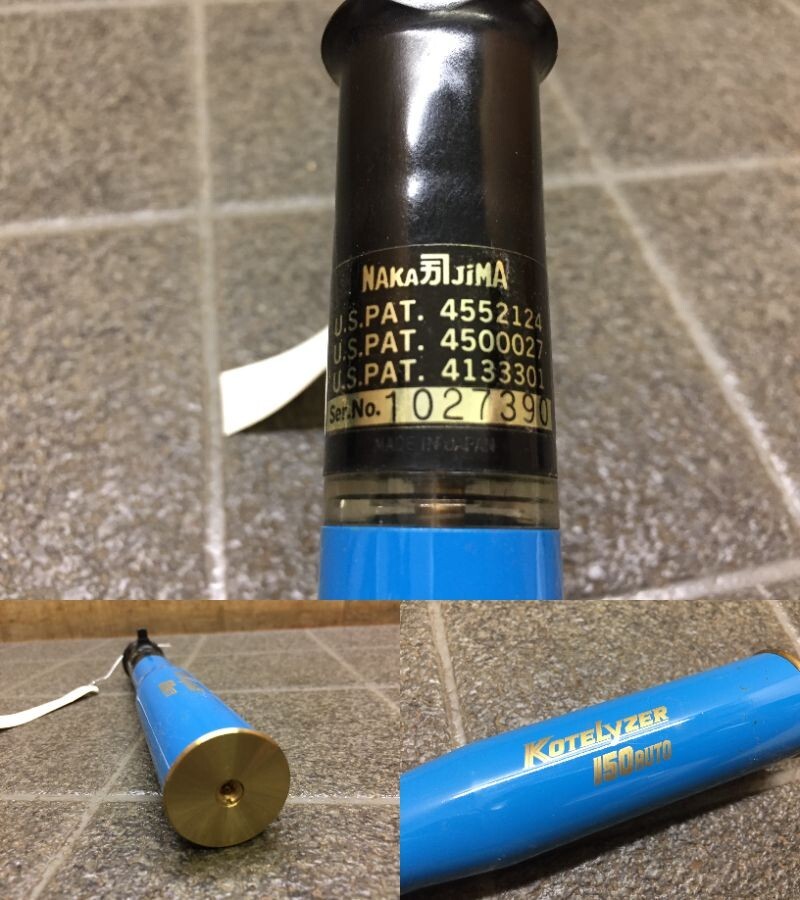 NAKAJiMA
U.S.PAT. 4552124
U.S.PAT. 4500027
U.S.PAT. 4133301
Ser.No. 1027390
MADE IN JAPAN
KOTELYZER
150AUTO